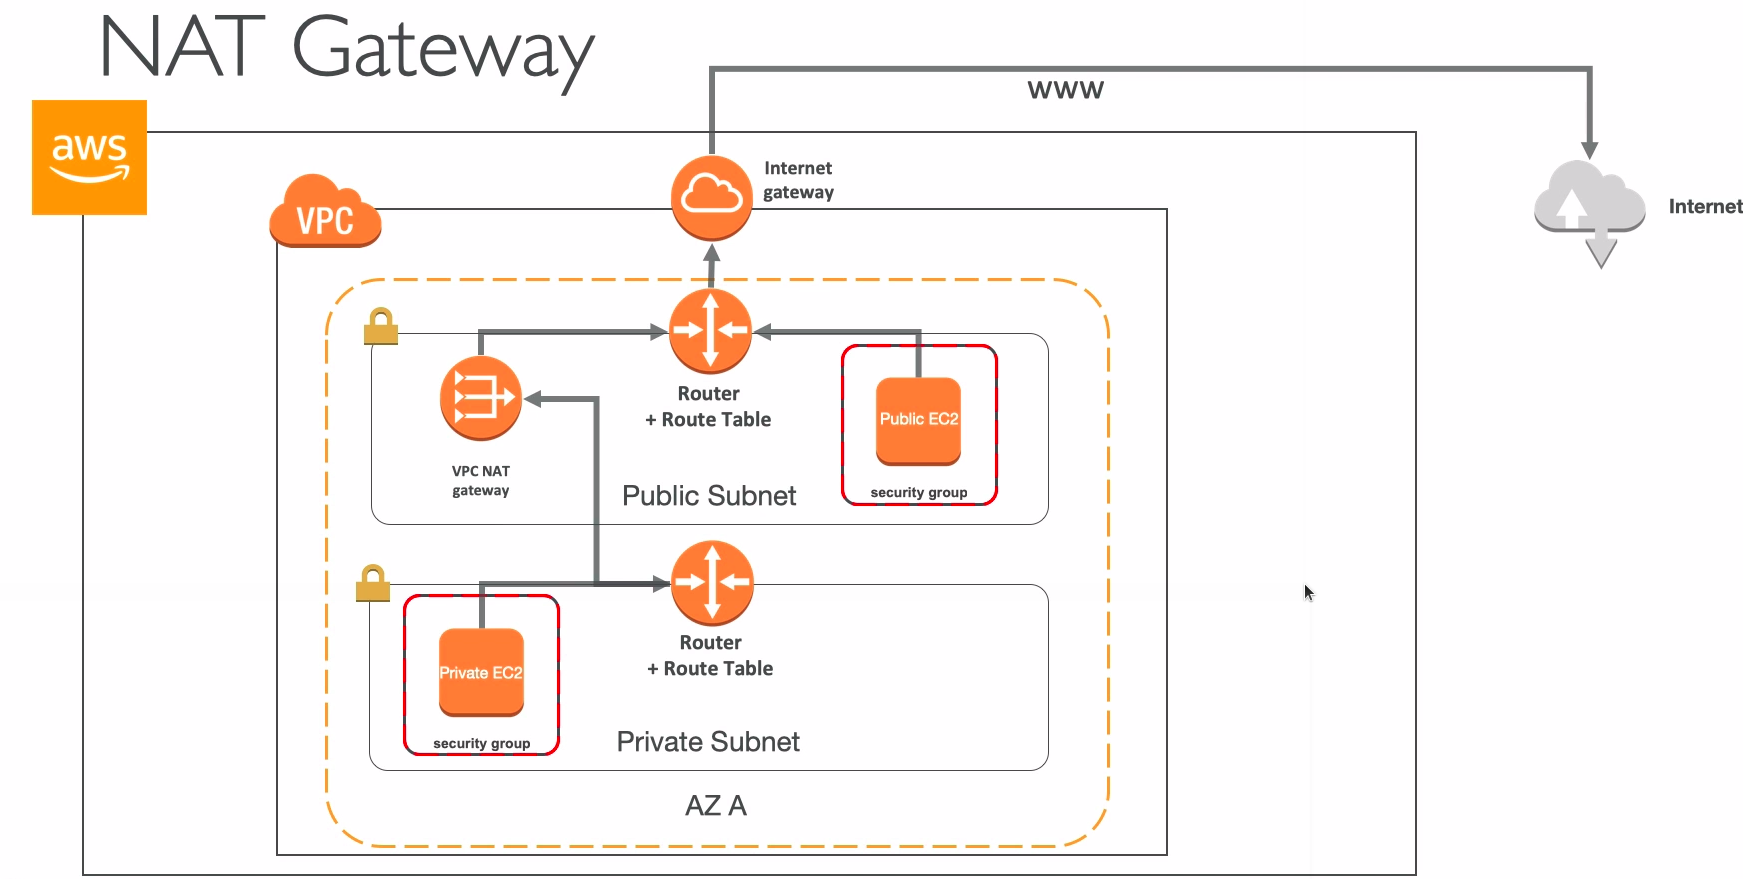 NAT Gateway
www
aws
Internet
gateway
VPC
Internet
Router
+ Route Table
Public EC2
VPC NAT
gateway
Public Subnet
security group
Router
+ Route Table
Private EC2
security group
Private Subnet
AZ A